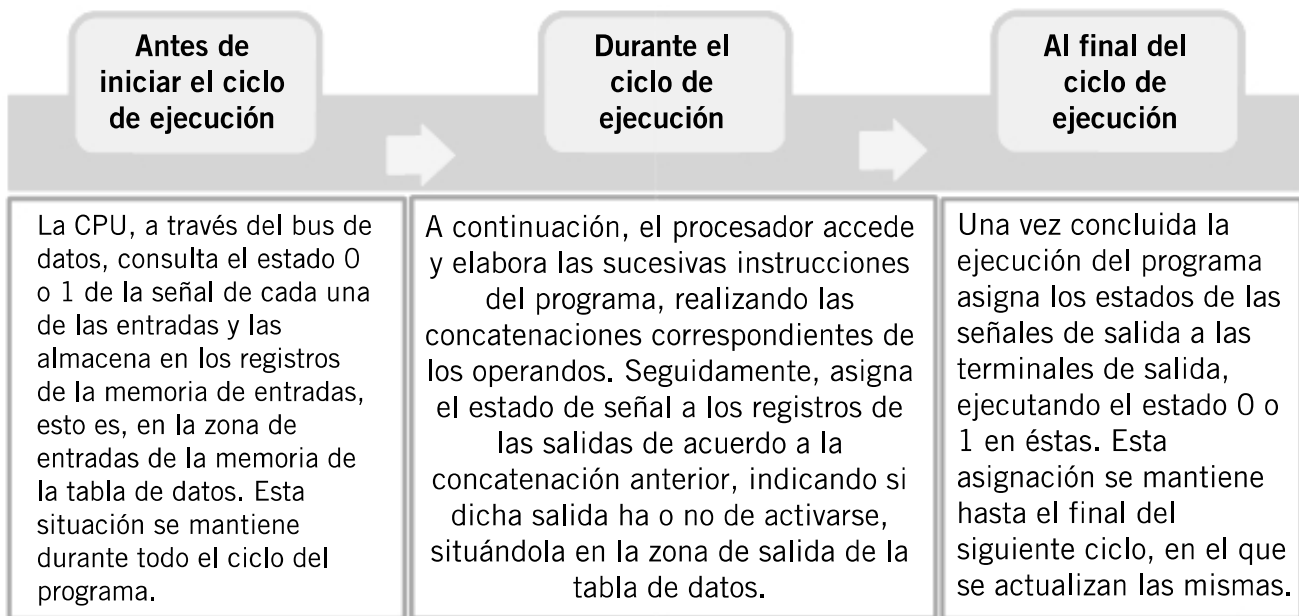 Antes de
iniciar el ciclo
de ejecución
Durante el
ciclo de
ejecución
Al final del
ciclo de
ejecución
La CPU, a través del bus de
datos, consulta el estado 0
o 1 de la señal de cada una
de las entradas y las
almacena en los registros
de la memoria de entradas,
esto es, en la zona de
entradas de la memoria de
la tabla de datos. Esta
situación se mantiene
durante todo el ciclo del
programa.
A continuación, el procesador accede
y elabora las sucesivas instrucciones
del programa, realizando las
concatenaciones correspondientes de
los operandos. Seguidamente, asigna
el estado de señal a los registros de
las salidas de acuerdo a la
concatenación anterior, indicando si
dicha salida ha o no de activarse,
situándola en la zona de salida de la
tabla de datos.
Una vez concluida la
ejecución del programa
asigna los estados de las
señales de salida a las
terminales de salida,
ejecutando el estado 0 o
1 en éstas. Esta
asignación se mantiene
hasta el final del
siguiente ciclo, en el que
se actualizan las mismas.